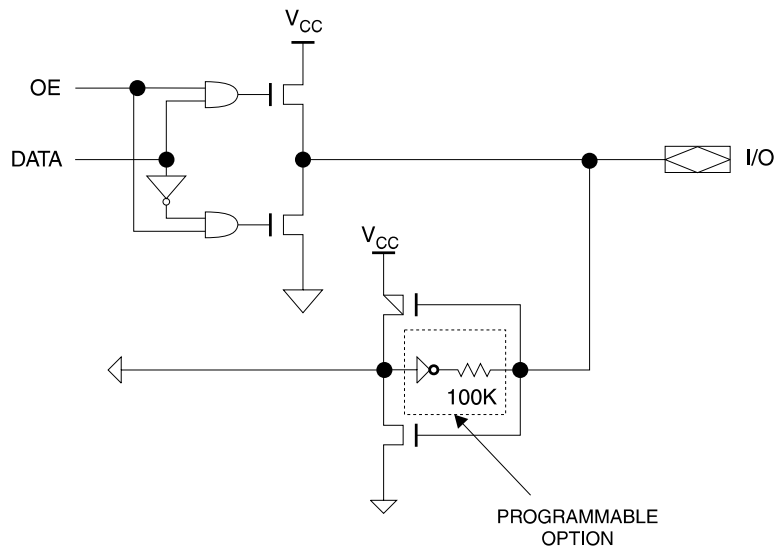 V_CC
OE
DATA
I/O
V_CC
100K
PROGRAMMABLE
OPTION